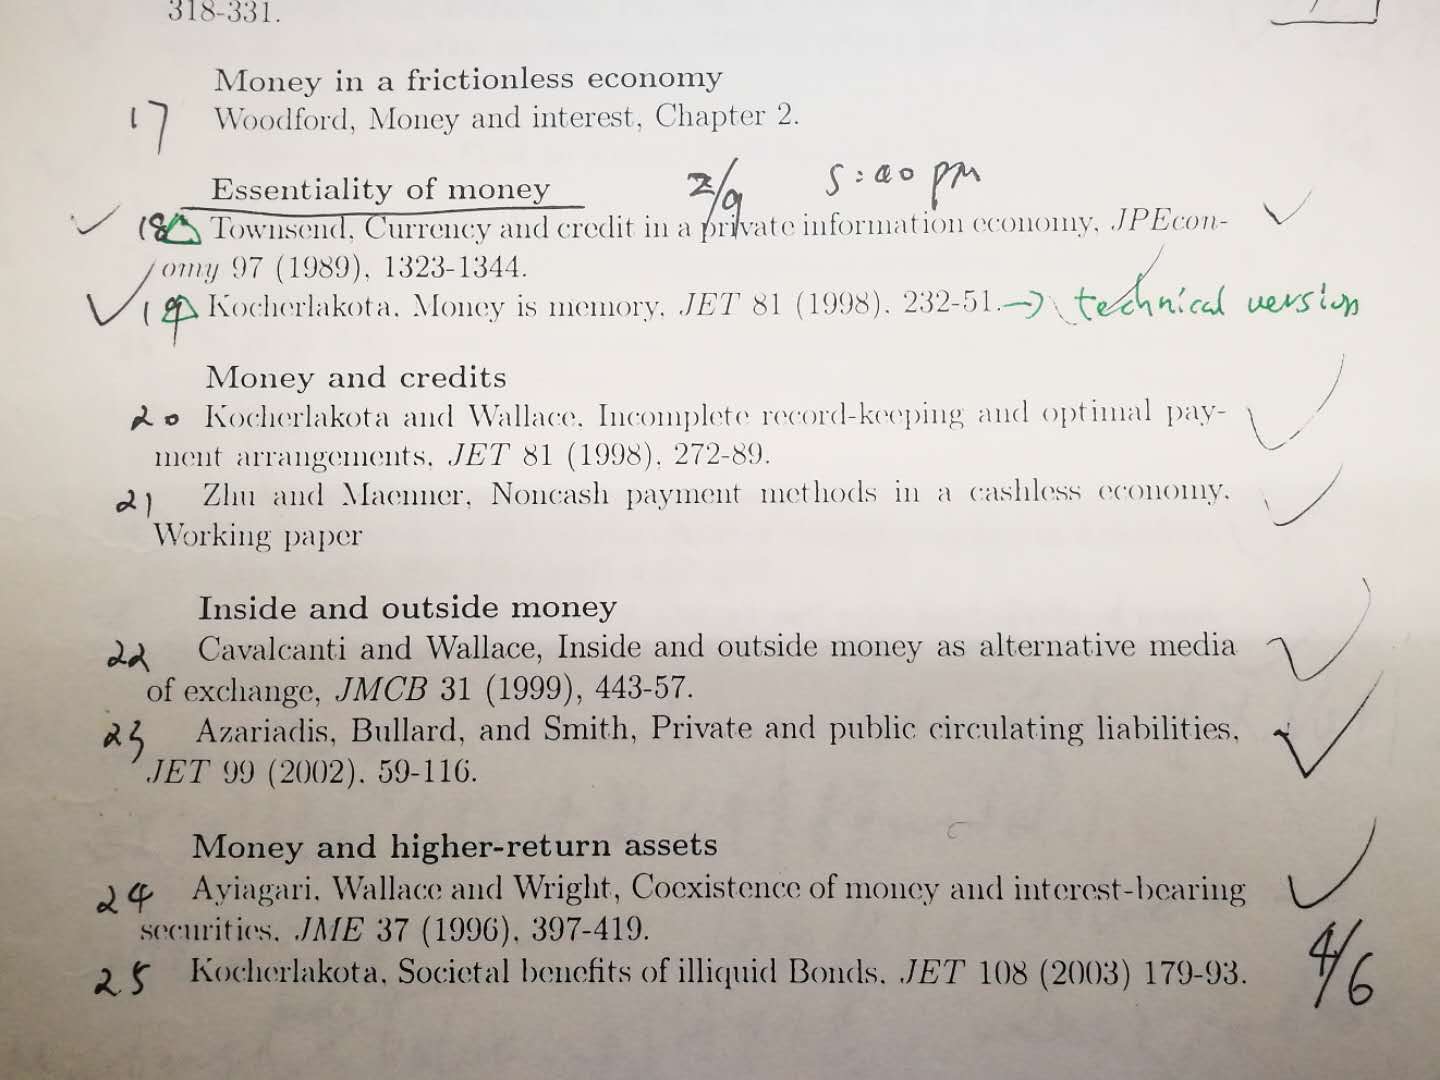 318-331.
Money in a frictionless economy
17 Woodford, Money and interest, Chapter 2.
Essentiality of money 2/9 5:00 pm
18 Townsend, Currency and credit in a private information economy, JPEcon-
omy 97 (1989), 1323-1344.
19 Kocherlakota, Money is memory, JET 81 (1998), 232-51. → technical version
Money and credits
20 Kocherlakota and Wallace, Incomplete record-keeping and optimal pay-
ment arrangements, JET 81 (1998), 272-89.
21 Zhu and Maenner, Noncash payment methods in a cashless economy.
Working paper
Inside and outside money
22 Cavalcanti and Wallace, Inside and outside money as alternative media
of exchange, JMCB 31 (1999), 443-57.
23 Azariadis, Bullard, and Smith, Private and public circulating liabilities,
JET 99 (2002). 59-116.
Money and higher-return assets
24 Ayiagari, Wallace and Wright, Coexistence of money and interest-bearing
securities, JME 37 (1996), 397-419.
25 Kocherlakota, Societal benefits of illiquid Bonds, JET 108 (2003) 179-93. 4/6